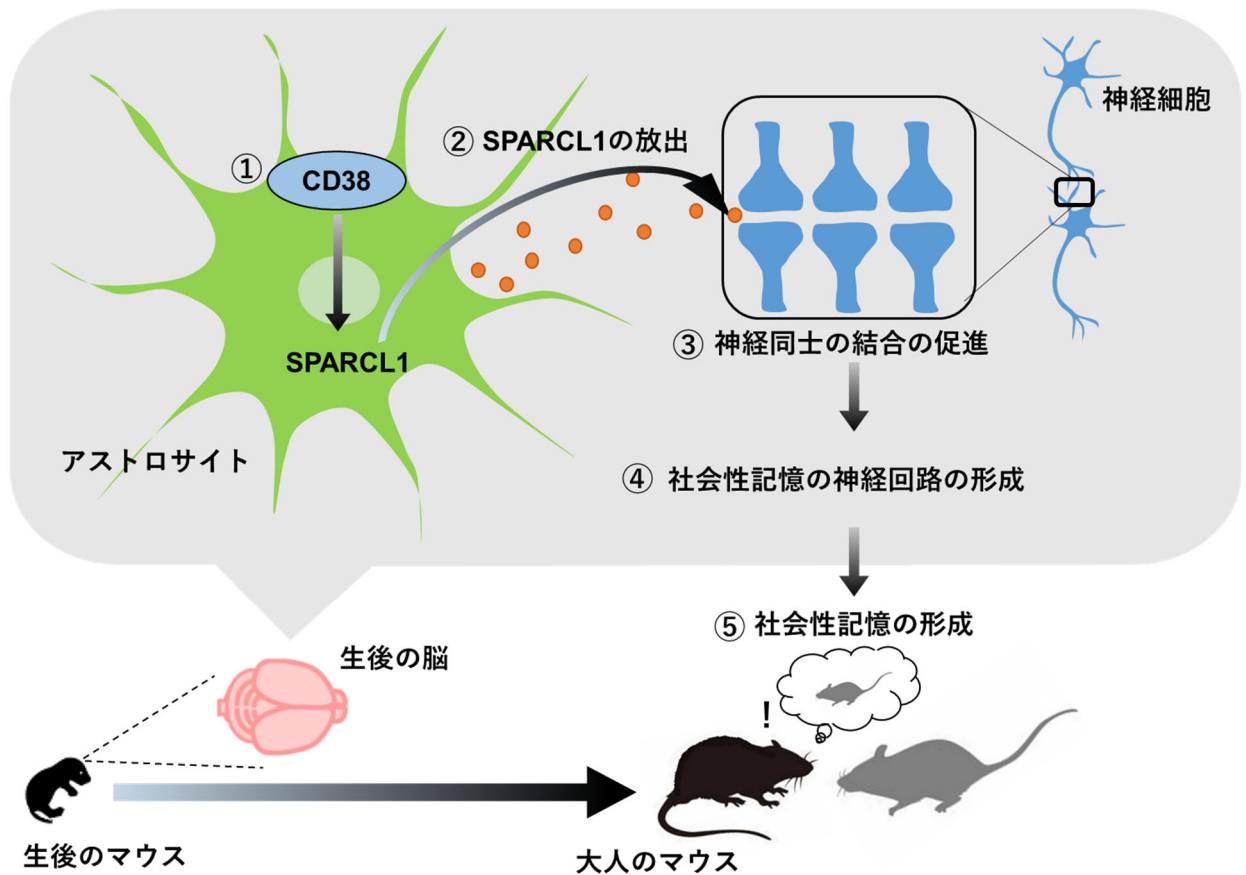 神経細胞
② SPARCL1の放出
① CD38
SPARCL1
③ 神経同士の結合の促進
アストロサイト
④ 社会性記憶の神経回路の形成
⑤ 社会性記憶の形成
生後の脳
!
生後のマウス
大人のマウス